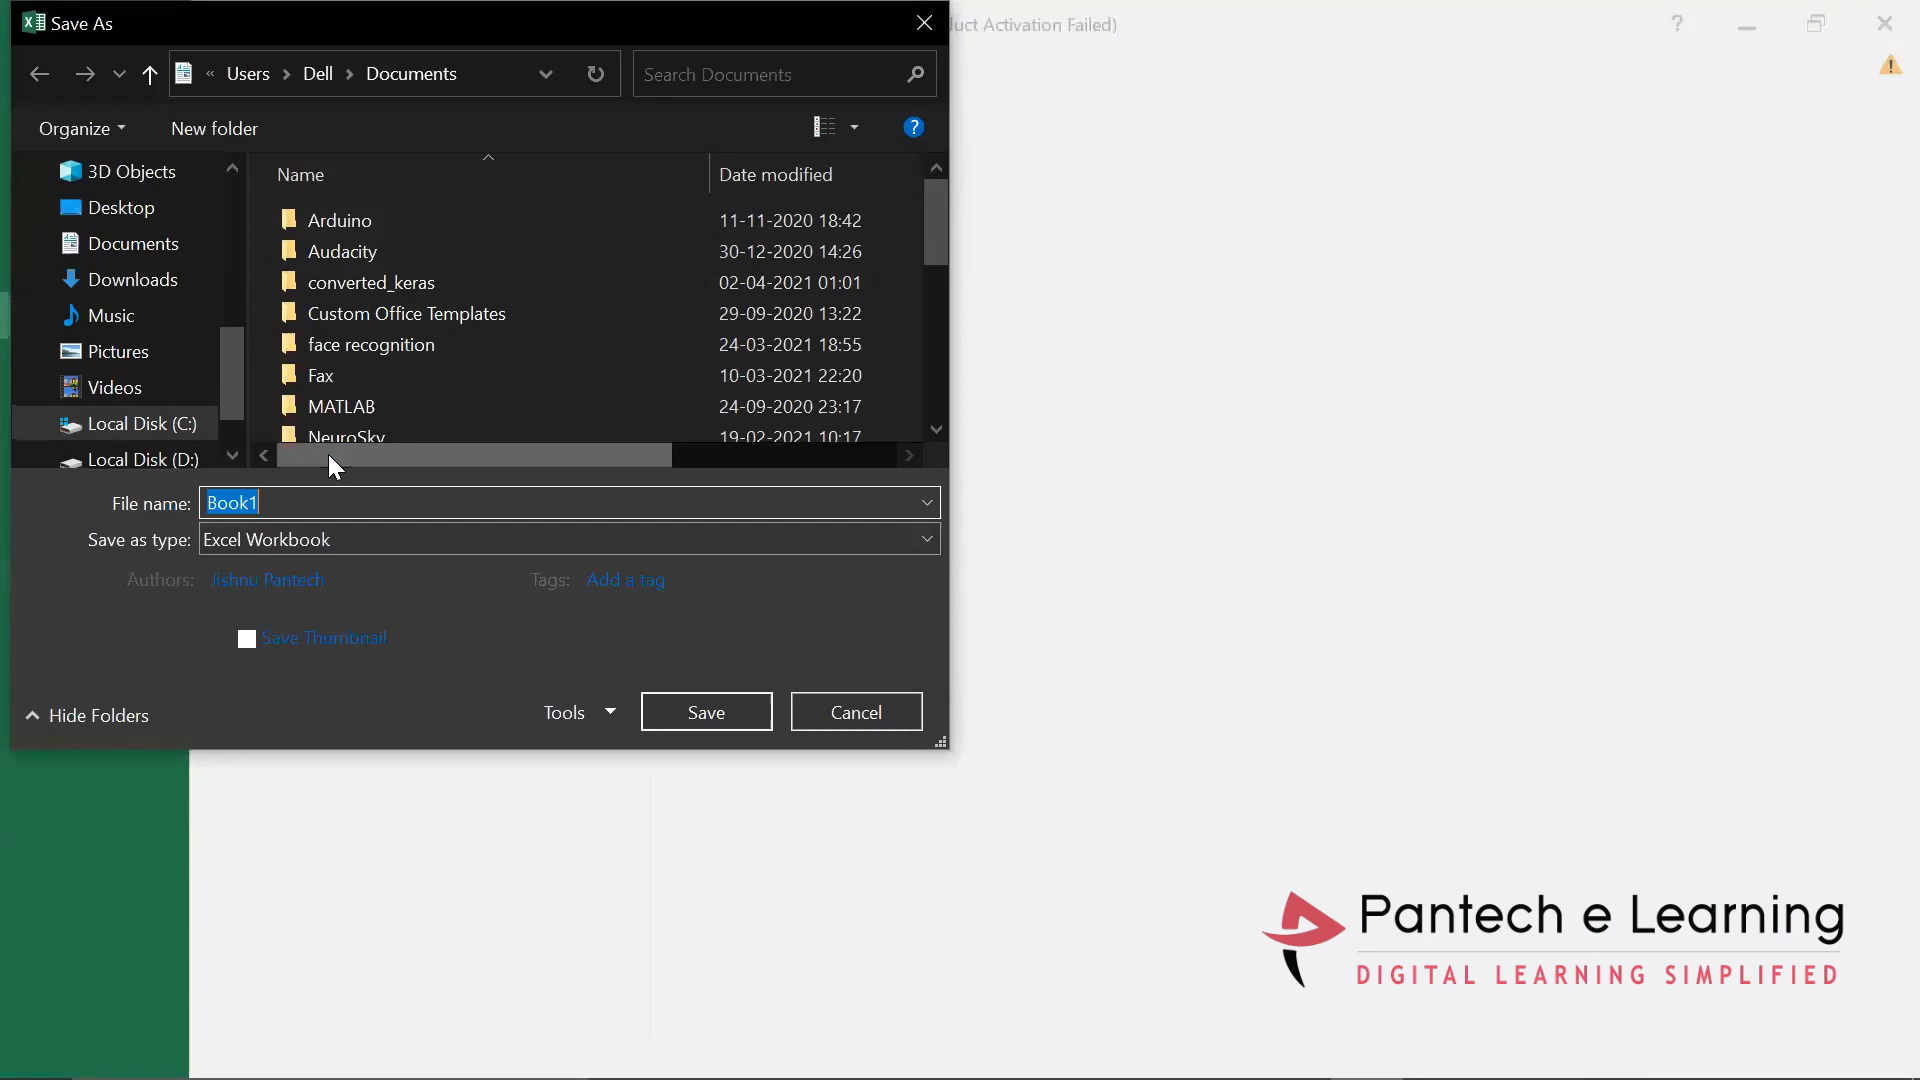 Save As
duct Activation Failed)
?
« Users > Dell > Documents
Search Documents
Organize
New folder
?
3D Objects
Desktop
Documents
Downloads
Music
Pictures
Videos
Local Disk (C:)
Local Disk (D:)
Name Date modified
Arduino 11-11-2020 18:42
Audacity 30-12-2020 14:26
converted_keras 02-04-2021 01:01
Custom Office Templates 29-09-2020 13:22
face recognition 24-03-2021 18:55
Fax 10-03-2021 22:20
MATLAB 24-09-2020 23:17
NeuroSky 19-02-2021 10:17
File name: Book1
Save as type: Excel Workbook
Authors: Jishnu Pantech Tags: Add a tag
Save Thumbnail
Hide Folders
Tools
Save
Cancel
Pantech e Learning
DIGITAL LEARNING SIMPLIFIED